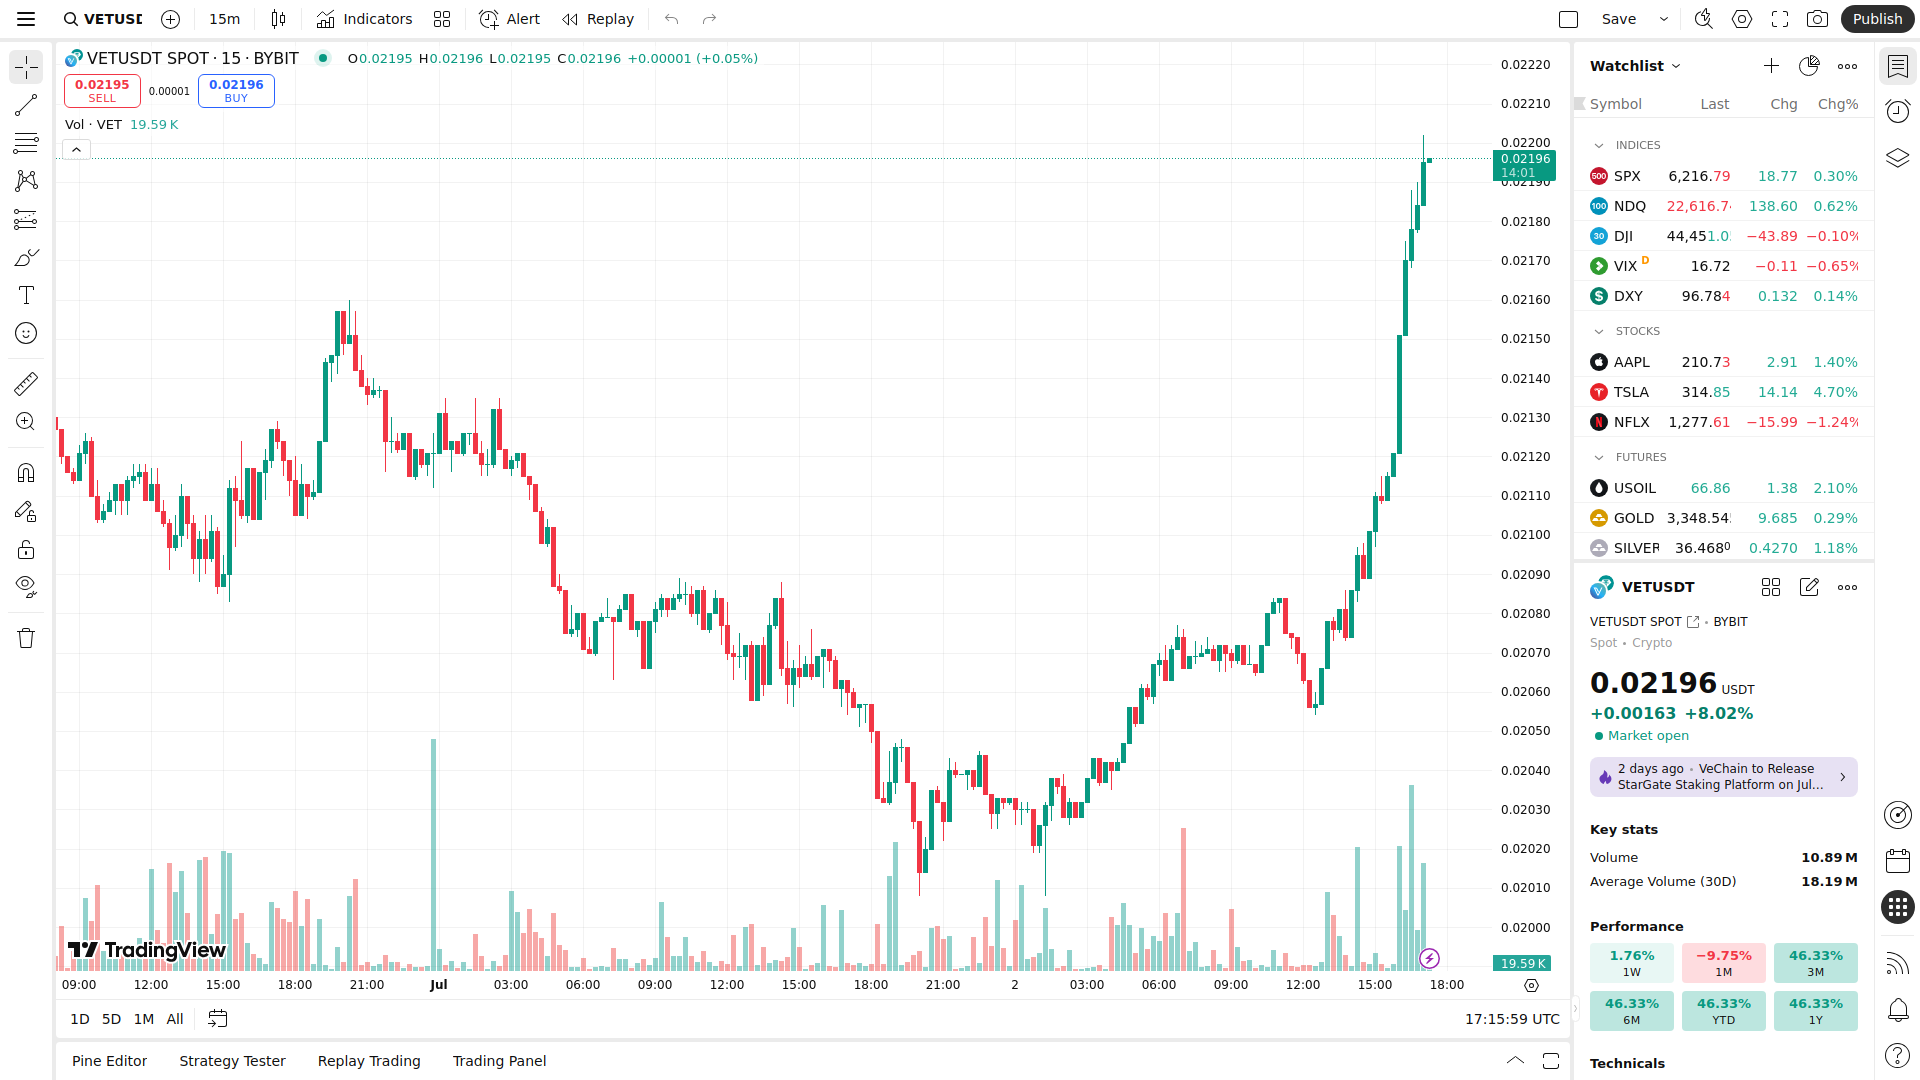 VETUSD
15m
Indicators
Alert
Replay
Save
Publish
VETUSDT SPOT · 15 · BYBIT
O0.02195 H0.02196 L0.02195 C0.02196 +0.00001 (+0.05%)
0.02195
SELL
0.00001
0.02196
BUY
Vol · VET 19.59 K
0.02220
0.02210
0.02200
0.02196
14:01
0.02190
0.02180
0.02170
0.02160
0.02150
0.02140
0.02130
0.02120
0.02110
0.02100
0.02090
0.02080
0.02070
0.02060
0.02050
0.02040
0.02030
0.02020
0.02010
0.02000
19.59 K
TradingView
09:00 12:00 15:00 18:00 21:00 Jul 03:00 06:00 09:00 12:00 15:00 18:00 21:00 2 03:00 06:00 09:00 12:00 15:00 18:00
1D 5D 1M All
17:15:59 UTC
Pine Editor Strategy Tester Replay Trading Trading Panel
Watchlist
Symbol Last Chg Chg%
INDICES
500 SPX 6,216.79 18.77 0.30%
100 NDQ 22,616.7 138.60 0.62%
30 DJI 44,451.0 −43.89 −0.10%
VIX D 16.72 −0.11 −0.65%
$ DXY 96.784 0.132 0.14%
STOCKS
AAPL 210.73 2.91 1.40%
TSLA 314.85 14.14 4.70%
N NFLX 1,277.61 −15.99 −1.24%
FUTURES
USOIL 66.86 1.38 2.10%
GOLD 3,348.54 9.685 0.29%
SILVER 36.4680 0.4270 1.18%
VETUSDT
VETUSDT SPOT • BYBIT
Spot • Crypto
0.02196 USDT
+0.00163 +8.02%
Market open
2 days ago • VeChain to Release
StarGate Staking Platform on Jul…
Key stats
Volume 10.89 M
Average Volume (30D) 18.19 M
Performance
1.76% −9.75% 46.33%
1W 1M 3M
46.33% 46.33% 46.33%
6M YTD 1Y
Technicals